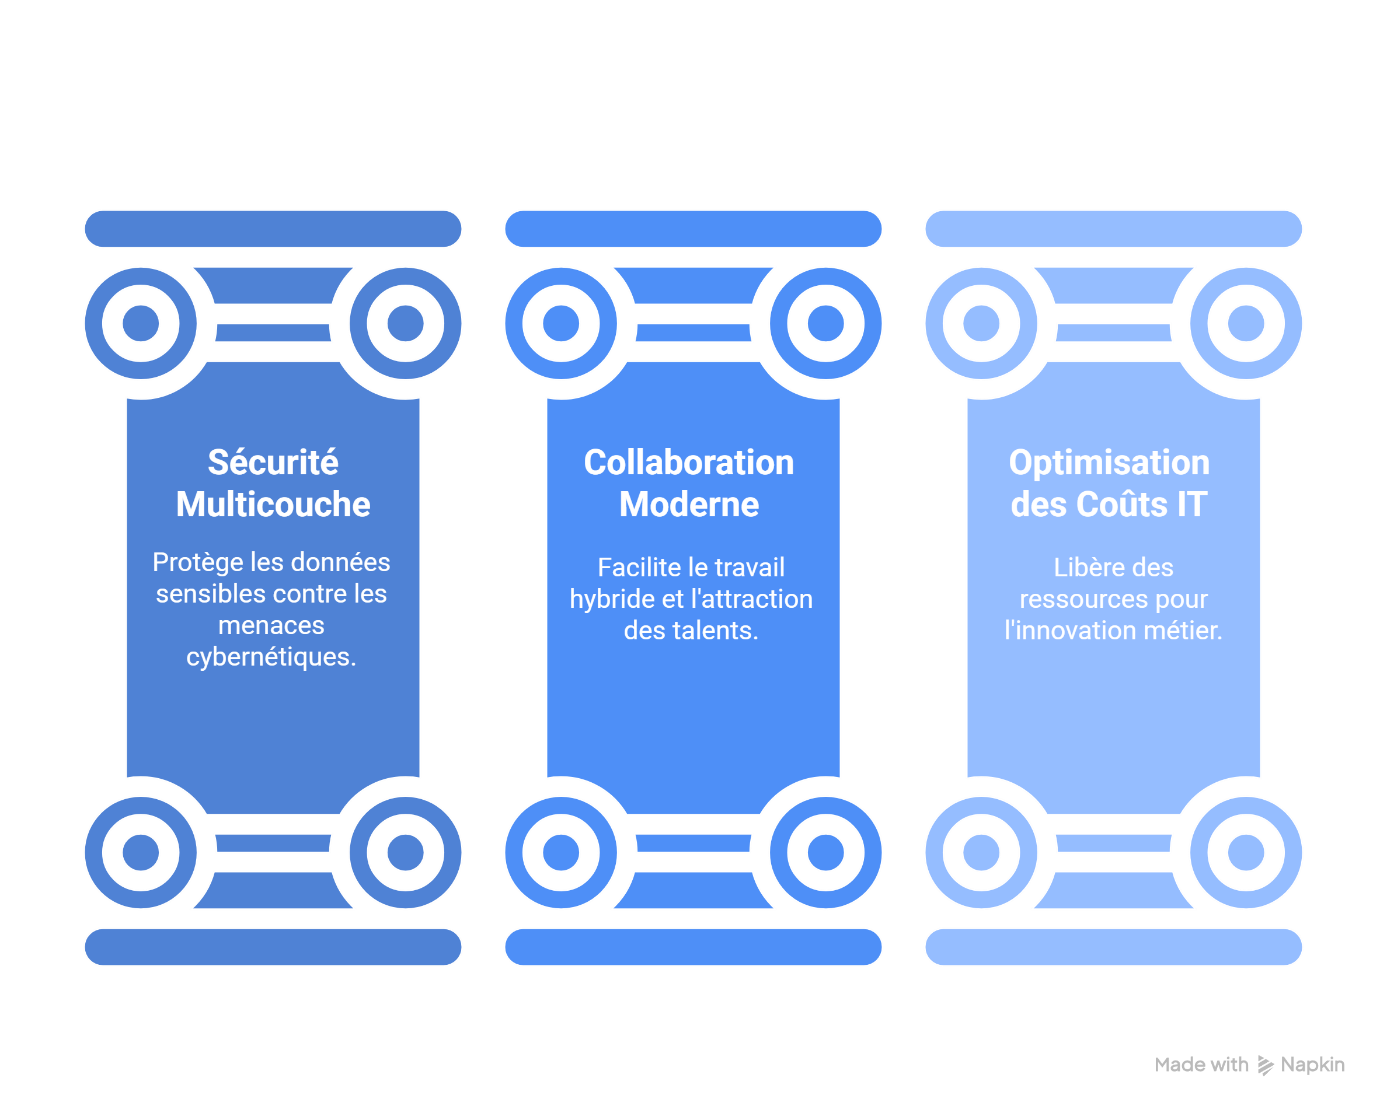 Sécurité
Multicouche
Protège les données
sensibles contre les
menaces
cybernétiques.
Collaboration
Moderne
Facilite le travail
hybride et l'attraction
des talents.
Optimisation
des Coûts IT
Libère des
ressources pour
l'innovation métier.
Made with Napkin